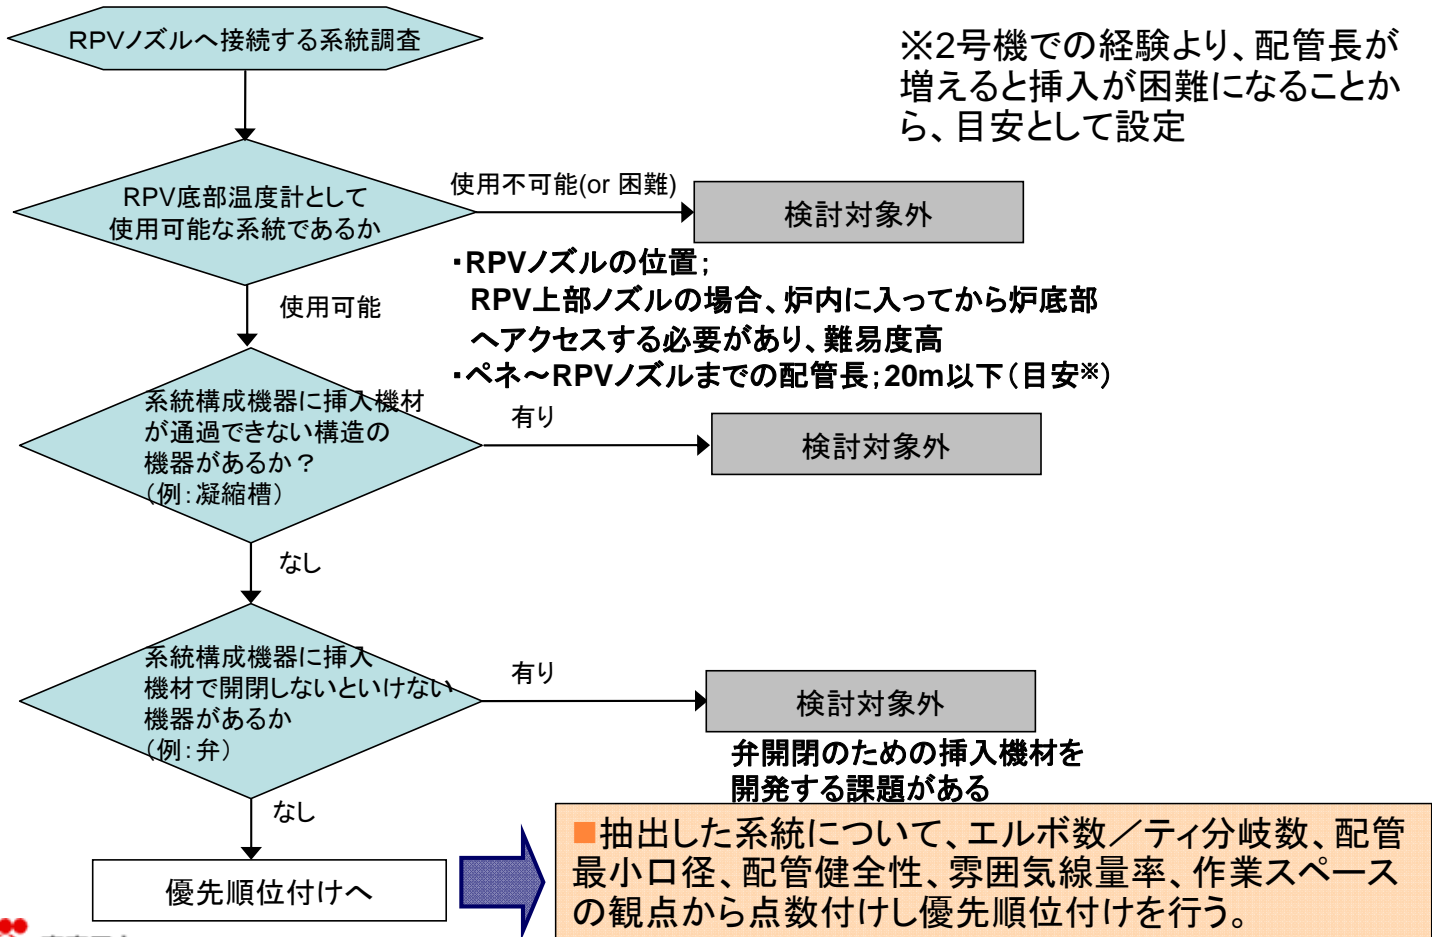 RPVノズルへ接続する系統調査
※2号機での経験より、配管長が
増えると挿入が困難になることか
ら、目安として設定
RPV底部温度計として
使用可能な系統であるか
使用不可能(or 困難)
検討対象外
・RPVノズルの位置;
RPV上部ノズルの場合、炉内に入ってから炉底部
へアクセスする必要があり、難易度高
・ペネ～RPVノズルまでの配管長;20m以下(目安※)
使用可能
系統構成機器に挿入機材
が通過できない構造の
機器があるか？
(例:凝縮槽)
有り
検討対象外
なし
系統構成機器に挿入
機材で開閉しないといけない
機器があるか
(例:弁)
有り
検討対象外
弁開閉のための挿入機材を
開発する課題がある
なし
優先順位付けへ
■抽出した系統について、エルボ数／ティ分岐数、配管
最小口径、配管健全性、雰囲気線量率、作業スペース
の観点から点数付けし優先順位付けを行う。